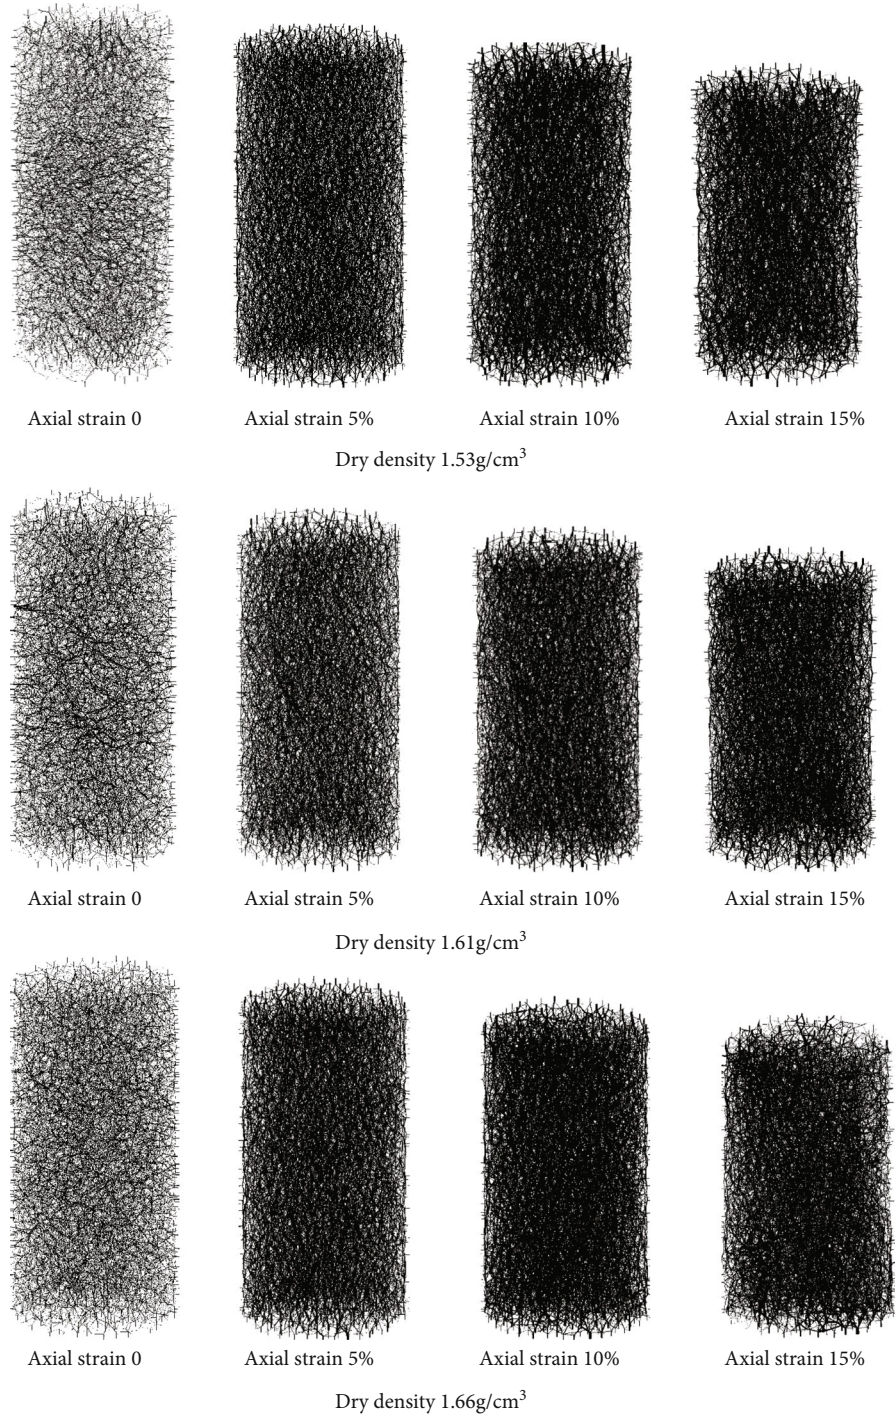 Axial strain 0 Axial strain 5% Axial strain 10% Axial strain 15%
Dry density 1.53g/cm³
Axial strain 0 Axial strain 5% Axial strain 10% Axial strain 15%
Dry density 1.61g/cm³
Axial strain 0 Axial strain 5% Axial strain 10% Axial strain 15%
Dry density 1.66g/cm³